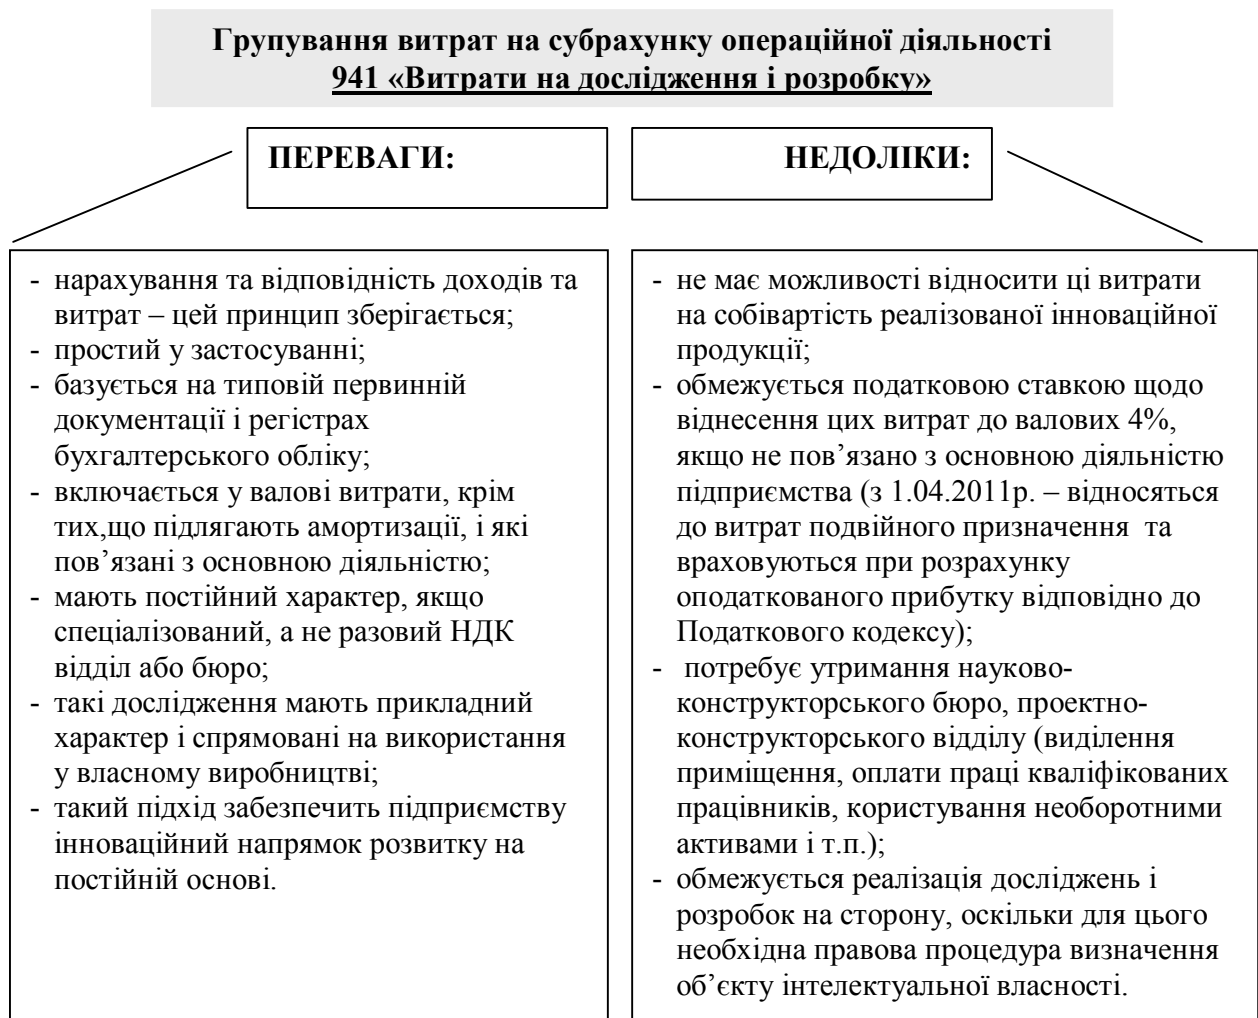 Групування витрат на субрахунку операційної діяльності
941 «Витрати на дослідження і розробку»
ПЕРЕВАГИ:
НЕДОЛІКИ:
- нарахування та відповідність доходів та
витрат – цей принцип зберігається;
- простий у застосуванні;
- базується на типовій первинній
документації і регістрах
бухгалтерського обліку;
- включається у валові витрати, крім
тих,що підлягають амортизації, і які
пов’язані з основною діяльністю;
- мають постійний характер, якщо
спеціалізований, а не разовий НДК
відділ або бюро;
- такі дослідження мають прикладний
характер і спрямовані на використання
у власному виробництві;
- такий підхід забезпечить підприємству
інноваційний напрямок розвитку на
постійній основі.
- не має можливості відносити ці витрати
на собівартість реалізованої інноваційної
продукції;
- обмежується податковою ставкою щодо
віднесення цих витрат до валових 4%,
якщо не пов’язано з основною діяльністю
підприємства (з 1.04.2011р. – відносяться
до витрат подвійного призначення та
враховуються при розрахунку
оподаткованого прибутку відповідно до
Податкового кодексу);
- потребує утримання науково-
конструкторського бюро, проектно-
конструкторського відділу (виділення
приміщення, оплати праці кваліфікованих
працівників, користування необоротними
активами і т.п.);
- обмежується реалізація досліджень і
розробок на сторону, оскільки для цього
необхідна правова процедура визначення
об’єкту інтелектуальної власності.